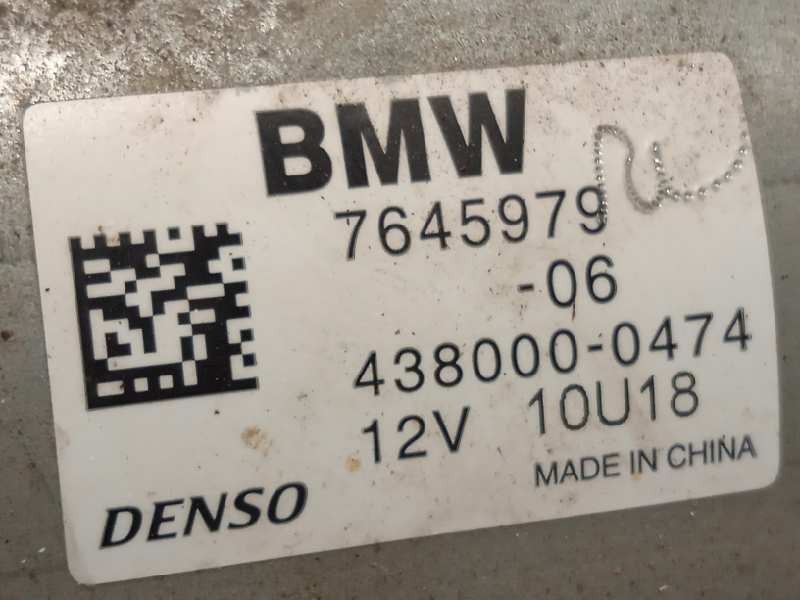 BMW
7645979
-06
438000-0474
12V 10U18
MADE IN CHINA
DENSO